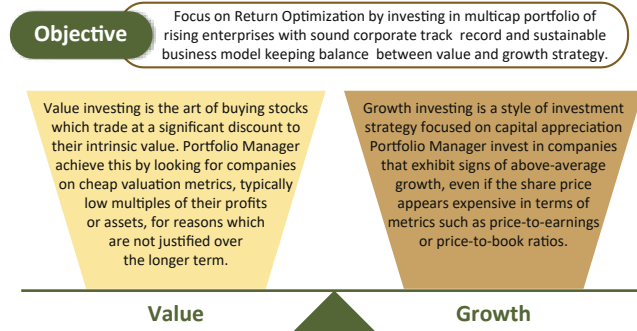 Objective
Focus on Return Optimization by investing in multicap portfolio of
rising enterprises with sound corporate track record and sustainable
business model keeping balance between value and growth strategy.
Value investing is the art of buying stocks
which trade at a significant discount to
their intrinsic value. Portfolio Manager
achieve this by looking for companies
on cheap valuation metrics, typically
low multiples of their profits
or assets, for reasons which
are not justified over
the longer term.
Growth investing is a style of investment
strategy focused on capital appreciation
Portfolio Manager invest in companies
that exhibit signs of above-average
growth, even if the share price
appears expensive in terms of
metrics such as price-to-earnings
or price-to-book ratios.
Value
Growth